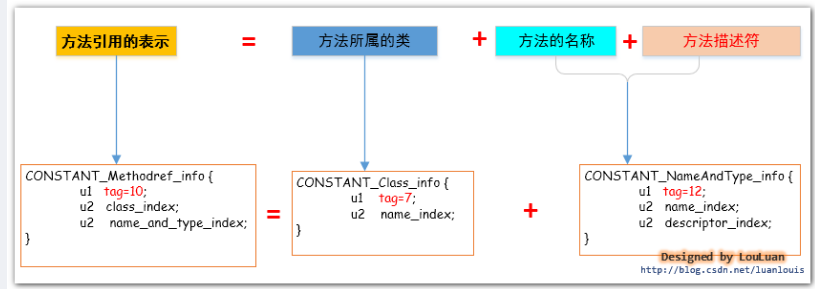 方法引用的表示 = 方法所属的类 + 方法的名称 + 方法描述符
CONSTANT_Methodref_info {
u1 tag=10;
u2 class_index;
u2 name_and_type_index;
}
=
CONSTANT_Class_info {
u1 tag=7;
u2 name_index;
}
+
CONSTANT_NameAndType_info {
u1 tag=12;
u2 name_index;
u2 descriptor_index;
}
Designed by LouLuan
http://blog.csdn.net/luanlouis